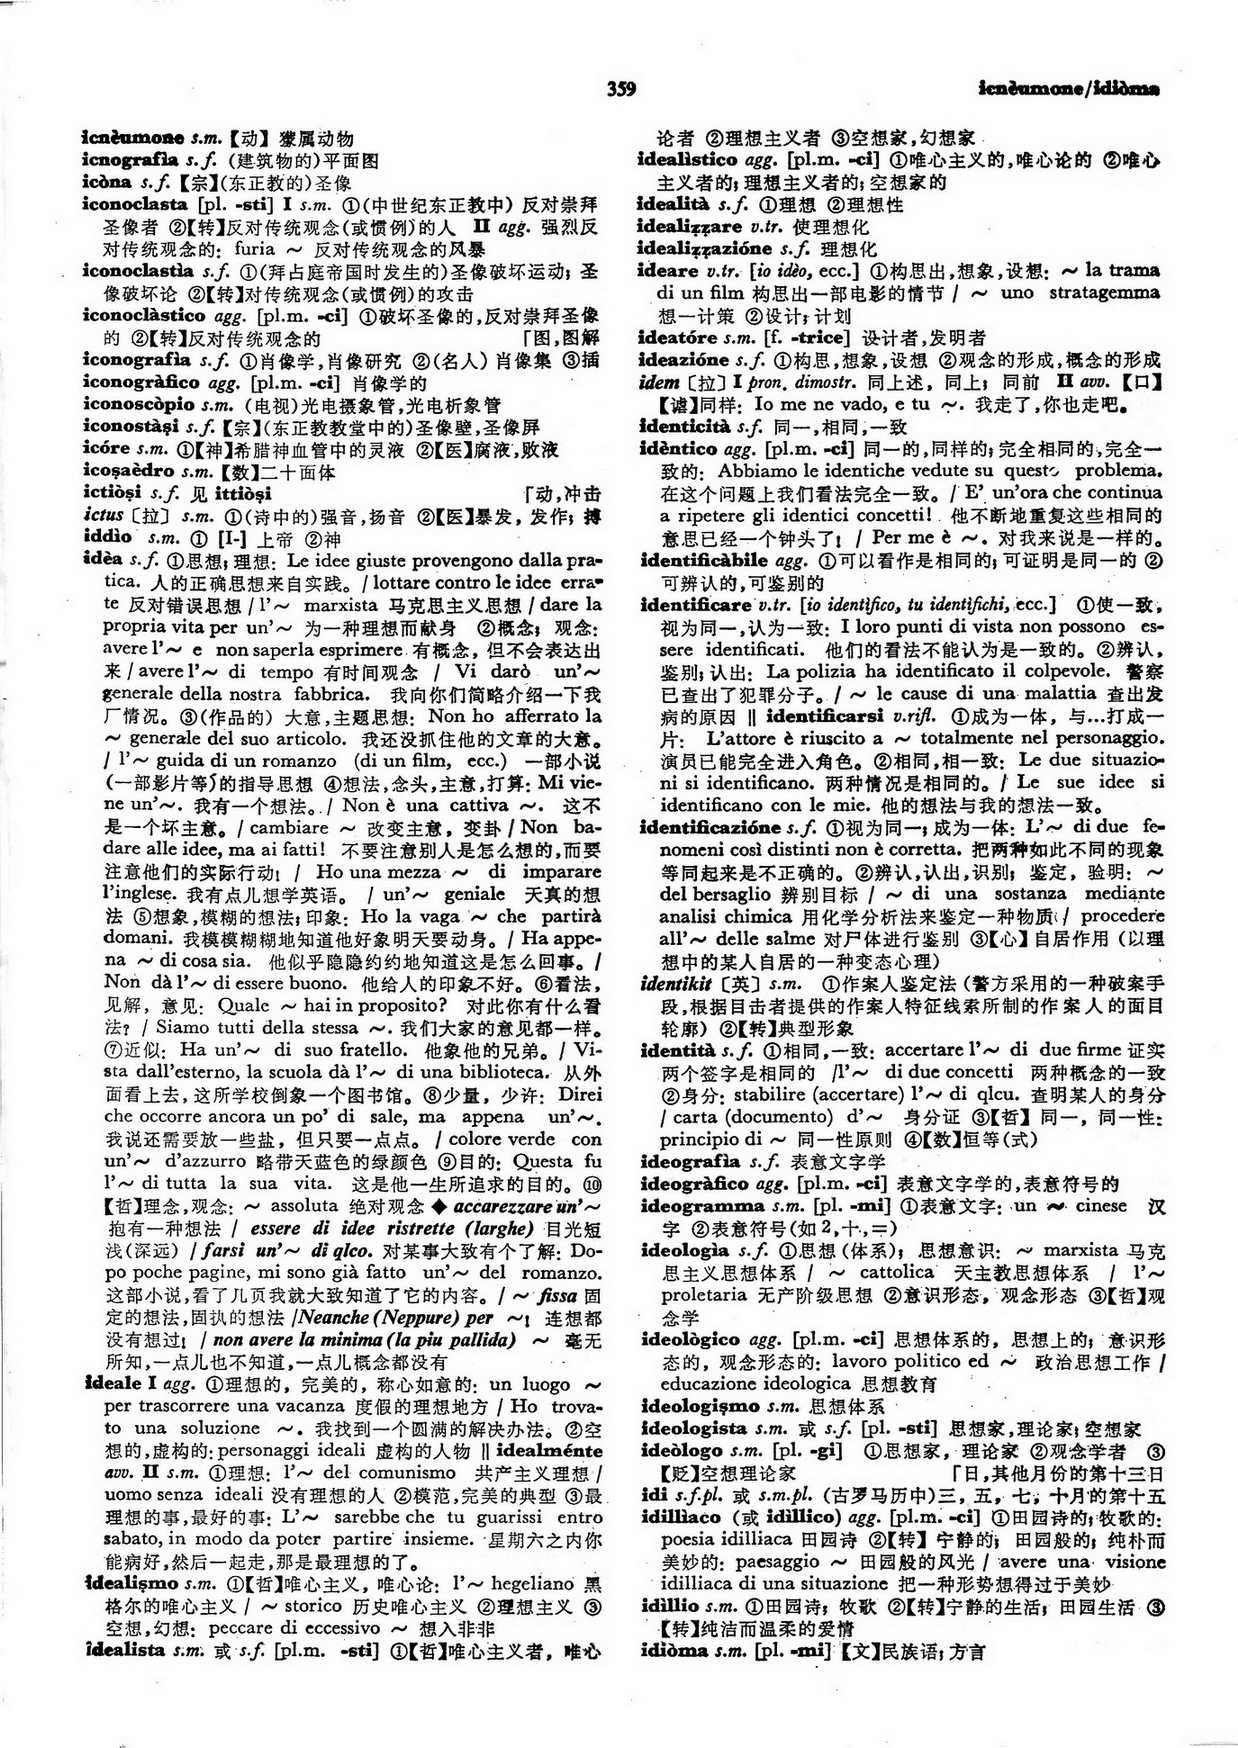 359
icnèumone/idiòma
icnèumone s.m.【动】獴属动物
icnografìa s.f. (建筑物的)平面图
icòna s.f.【宗】(东正教的)圣像
iconoclasta [pl. -sti] I s.m. ①(中世纪东正教中) 反对崇拜
圣像者 ②【转】反对传统观念(或惯例)的人 II agg. 强烈反
对传统观念的: furia ～ 反对传统观念的风暴
iconoclastìa s.f. ①(拜占庭帝国时发生的)圣像破坏运动; 圣
像破坏论 ②【转】对传统观念(或惯例)的攻击
iconoclàstico agg. [pl.m. -ci] ①破坏圣像的,反对崇拜圣像
的 ②【转】反对传统观念的 「图,图解
iconografìa s.f. ①肖像学,肖像研究 ②(名人) 肖像集 ③插
iconogràfico agg. [pl.m. -ci] 肖像学的
iconoscòpio s.m. (电视)光电摄象管,光电析象管
iconostàṣi s.f.【宗】(东正教教堂中的)圣像壁,圣像屏
icóre s.m. ①【神】希腊神血管中的灵液 ②【医】腐液,败液
icoṣaèdro s.m.【数】二十面体
ictiòṣi s.f. 见 ittiòṣi 「动,冲击
ictus〔拉〕s.m. ①(诗中的)强音,扬音 ②【医】暴发, 发作; 搏
iddìo s.m. ① [I-] 上帝 ②神
idèa s.f. ①思想; 理想: Le idee giuste provengono dalla pra-
tica. 人的正确思想来自实践。/ lottare contro le idee erra-
te 反对错误思想 / l'～ marxista 马克思主义思想 / dare la
propria vita per un'～ 为一种理想而献身 ②概念; 观念:
avere l'～ e non saperla esprimere 有概念, 但不会表达出
来 / avere l'～ di tempo 有时间观念 / Vi darò un'～
generale della nostra fabbrica. 我向你们简略介绍一下我
厂情况。③(作品的) 大意,主题思想: Non ho afferrato la
～ generale del suo articolo. 我还没抓住他的文章的大意。
/ l'～ guida di un romanzo (di un film, ecc.) 一部小说
(一部影片等)的指导思想 ④想法,念头,主意,打算: Mi vie-
ne un'～. 我有一个想法。/ Non è una cattiva ～. 这不
是一个坏主意。/ cambiare ～ 改变主意, 变卦 / Non ba-
dare alle idee, ma ai fatti! 不要注意别人是怎么想的,而要
注意他们的实际行动! / Ho una mezza ～ di imparare
l'inglese. 我有点儿想学英语。 / un'～ geniale 天真的想
法 ⑤想象,模糊的想法; 印象: Ho la vaga ～ che partirà
domani. 我模模糊糊地知道他好象明天要动身。/ Ha appe-
na ～ di cosa sia. 他似乎隐隐约约地知道这是怎么回事。/
Non dà l'～ di essere buono. 他给人的印象不好。⑥看法,
见解, 意见: Quale ～ hai in proposito? 对此你有什么看
法? / Siamo tutti della stessa ～. 我们大家的意见都一样。
⑦近似: Ha un'～ di suo fratello. 他象他的兄弟。/ Vi-
sta dall'esterno, la scuola dà l'～ di una biblioteca. 从外
面看上去, 这所学校倒象一个图书馆。⑧少量, 少许: Direi
che occorre ancora un po' di sale, ma appena un'～.
我说还需要放一些盐, 但只要一点点。 / colore verde con
un'～ d'azzurro 略带天蓝色的绿颜色 ⑨目的: Questa fu
l'～ di tutta la sua vita. 这是他一生所追求的目的。⑩
【哲】理念,观念: ～ assoluta 绝对观念 ◆ accarezzare un'～
抱有一种想法 / essere di idee ristrette (larghe) 目光短
浅(深远) / farsi un'～ di qlco. 对某事大致有个了解: Do-
po poche pagine, mi sono già fatto un'～ del romanzo.
这部小说,看了几页我就大致知道了它的内容。/ ～ fissa 固
定的想法,固执的想法 /Neanche (Neppure) per ～! 连想都
没有想过! / non avere la minima (la piu pallida) ～ 毫无
所知,一点儿也不知道,一点儿概念都没有
ideale I agg. ①理想的, 完美的, 称心如意的: un luogo ～
per trascorrere una vacanza 度假的理想地方 / Ho trova-
to una soluzione ～. 我找到一个圆满的解决办法。②空
想的,虚构的: personaggi ideali 虚构的人物 ‖ idealménte
avv. II s.m. ①理想: l'～ del comunismo 共产主义理想 /
uomo senza ideali 没有理想的人 ②模范,完美的典型 ③最
理想的事,最好的事: L'～ sarebbe che tu guarissi entro
sabato, in modo da poter partire insieme. 星期六之内你
能病好,然后一起走,那是最理想的了。
idealiṣmo s.m. ①【哲】唯心主义, 唯心论: l'～ hegeliano 黑
格尔的唯心主义 / ～ storico 历史唯心主义 ②理想主义 ③
空想,幻想: peccare di eccessivo ～ 想入非非
idealista s.m. 或 s.f. [pl.m. -sti] ①【哲】唯心主义者, 唯心
论者 ②理想主义者 ③空想家,幻想家
idealìstico agg. [pl.m. -ci] ①唯心主义的,唯心论的 ②唯心
主义者的; 理想主义者的; 空想家的
idealità s.f. ①理想 ②理想性
idealiẓẓare v.tr. 使理想化
idealiẓẓazióne s.f. 理想化
ideare v.tr. [io idèo, ecc.] ①构思出,想象,设想: ～ la trama
di un film 构思出一部电影的情节 / ～ uno stratagemma
想一计策 ②设计; 计划
ideatóre s.m. [f. -trice] 设计者,发明者
ideazióne s.f. ①构思,想象,设想 ②观念的形成,概念的形成
idem〔拉〕I pron. dimostr. 同上述, 同上; 同前 II avv.【口】
【谑】同样: Io me ne vado, e tu ～. 我走了,你也走吧。
identicità s.f. 同一,相同,一致
idèntico agg. [pl.m. -ci] 同一的,同样的; 完全相同的,完全一
致的: Abbiamo le identiche vedute su questo problema.
在这个问题上我们看法完全一致。/ E' un'ora che continua
a ripetere gli identici concetti! 他不断地重复这些相同的
意思已经一个钟头了! / Per me è ～. 对我来说是一样的。
identificàbile agg. ①可以看作是相同的; 可证明是同一的 ②
可辨认的,可鉴别的
identificare v.tr. [io identìfico, tu identìfichi, ecc.] ①使一致,
视为同一,认为一致: I loro punti di vista non possono es-
sere identificati. 他们的看法不能认为是一致的。②辨认,
鉴别; 认出: La polizia ha identificato il colpevole. 警察
已查出了犯罪分子。/ ～ le cause di una malattia 查出发
病的原因 ‖ identificarsi v.rifl. ①成为一体, 与...打成一
片: L'attore è riuscito a ～ totalmente nel personaggio.
演员已能完全进入角色。②相同,相一致: Le due situazio-
ni si identificano. 两种情况是相同的。/ Le sue idee si
identificano con le mie. 他的想法与我的想法一致。
identificazióne s.f. ①视为同一; 成为一体: L'～ di due fe-
nomeni così distinti non è corretta. 把两种如此不同的现象
等同起来是不正确的。②辨认,认出,识别; 鉴定, 验明: ～
del bersaglio 辨别目标 / ～ di una sostanza mediante
analisi chimica 用化学分析法来鉴定一种物质 / procedere
all'～ delle salme 对尸体进行鉴别 ③【心】自居作用 (以理
想中的某人自居的一种变态心理)
identikit〔英〕s.m. ①作案人鉴定法 (警方采用的一种破案手
段,根据目击者提供的作案人特征线索所制的作案人的面目
轮廓) ②【转】典型形象
identità s.f. ①相同,一致: accertare l'～ di due firme 证实
两个签字是相同的 /l'～ di due concetti 两种概念的一致
②身分: stabilire (accertare) l'～ di qlcu. 查明某人的身分
/ carta (documento) d'～ 身分证 ③【哲】同一, 同一性:
principio di ～ 同一性原则 ④【数】恒等(式)
ideografìa s.f. 表意文字学
ideogràfico agg. [pl.m. -ci] 表意文字学的,表意符号的
ideogramma s.m. [pl. -mi] ①表意文字: un ～ cinese 汉
字 ②表意符号(如2,十,=)
ideologìa s.f. ①思想 (体系); 思想意识: ～ marxista 马克
思主义思想体系 / ～ cattolica 天主教思想体系 / l'～
proletaria 无产阶级思想 ②意识形态, 观念形态 ③【哲】观
念学
ideològico agg. [pl.m. -ci] 思想体系的, 思想上的; 意识形
态的, 观念形态的: lavoro politico ed ～ 政治思想工作 /
educazione ideologica 思想教育
ideologiṣmo s.m. 思想体系
ideologista s.m. 或 s.f. [pl. -sti] 思想家,理论家; 空想家
ideòlogo s.m. [pl. -gi] ①思想家, 理论家 ②观念学者 ③
【贬】空想理论家 「日,其他月份的第十三日
idi s.f.pl. 或 s.m.pl. (古罗马历中)三, 五, 七, 十月的第十五
idillìaco (或 idìllico) agg. [pl.m. -ci] ①田园诗的; 牧歌的:
poesia idilliaca 田园诗 ②【转】宁静的; 田园般的; 纯朴而
美妙的: paesaggio ～ 田园般的风光 / avere una visione
idilliaca di una situazione 把一种形势想得过于美妙
idìllio s.m. ①田园诗; 牧歌 ②【转】宁静的生活; 田园生活 ③
【转】纯洁而温柔的爱情
idiòma s.m. [pl. -mi]【文】民族语; 方言